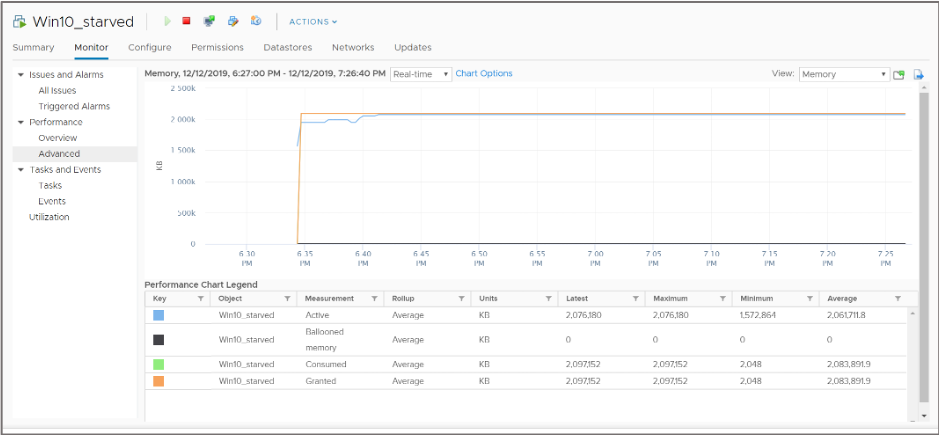 Win10_starved ACTIONS
Summary Monitor Configure Permissions Datastores Networks Updates
Issues and Alarms
All Issues
Triggered Alarms
Performance
Overview
Advanced
Tasks and Events
Tasks
Events
Utilization
Memory, 12/12/2019, 6:27:00 PM - 12/12/2019, 7:26:40 PM Real-time Chart Options View: Memory
2 500k
2 000k
1 500k
1 000k
500k
0
KB
6 30 PM
6 35 PM
6 40 PM
6 45 PM
6 50 PM
6 55 PM
7 00 PM
7 05 PM
7 10 PM
7 15 PM
7 20 PM
7 25 PM
Performance Chart Legend
Key Object Measurement Rollup Units Latest Maximum Minimum Average
Win10_starved Active Average KB 2,076,180 2,076,180 1,572,864 2,061,711.8
Win10_starved Ballooned memory Average KB 0 0 0 0
Win10_starved Consumed Average KB 2,097,152 2,097,152 2,048 2,083,891.9
Win10_starved Granted Average KB 2,097,152 2,097,152 2,048 2,083,891.9